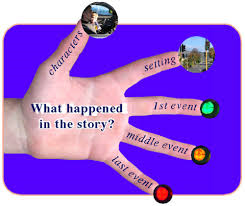 characters
setting
What happened
in the story?
1st event
middle event
last event